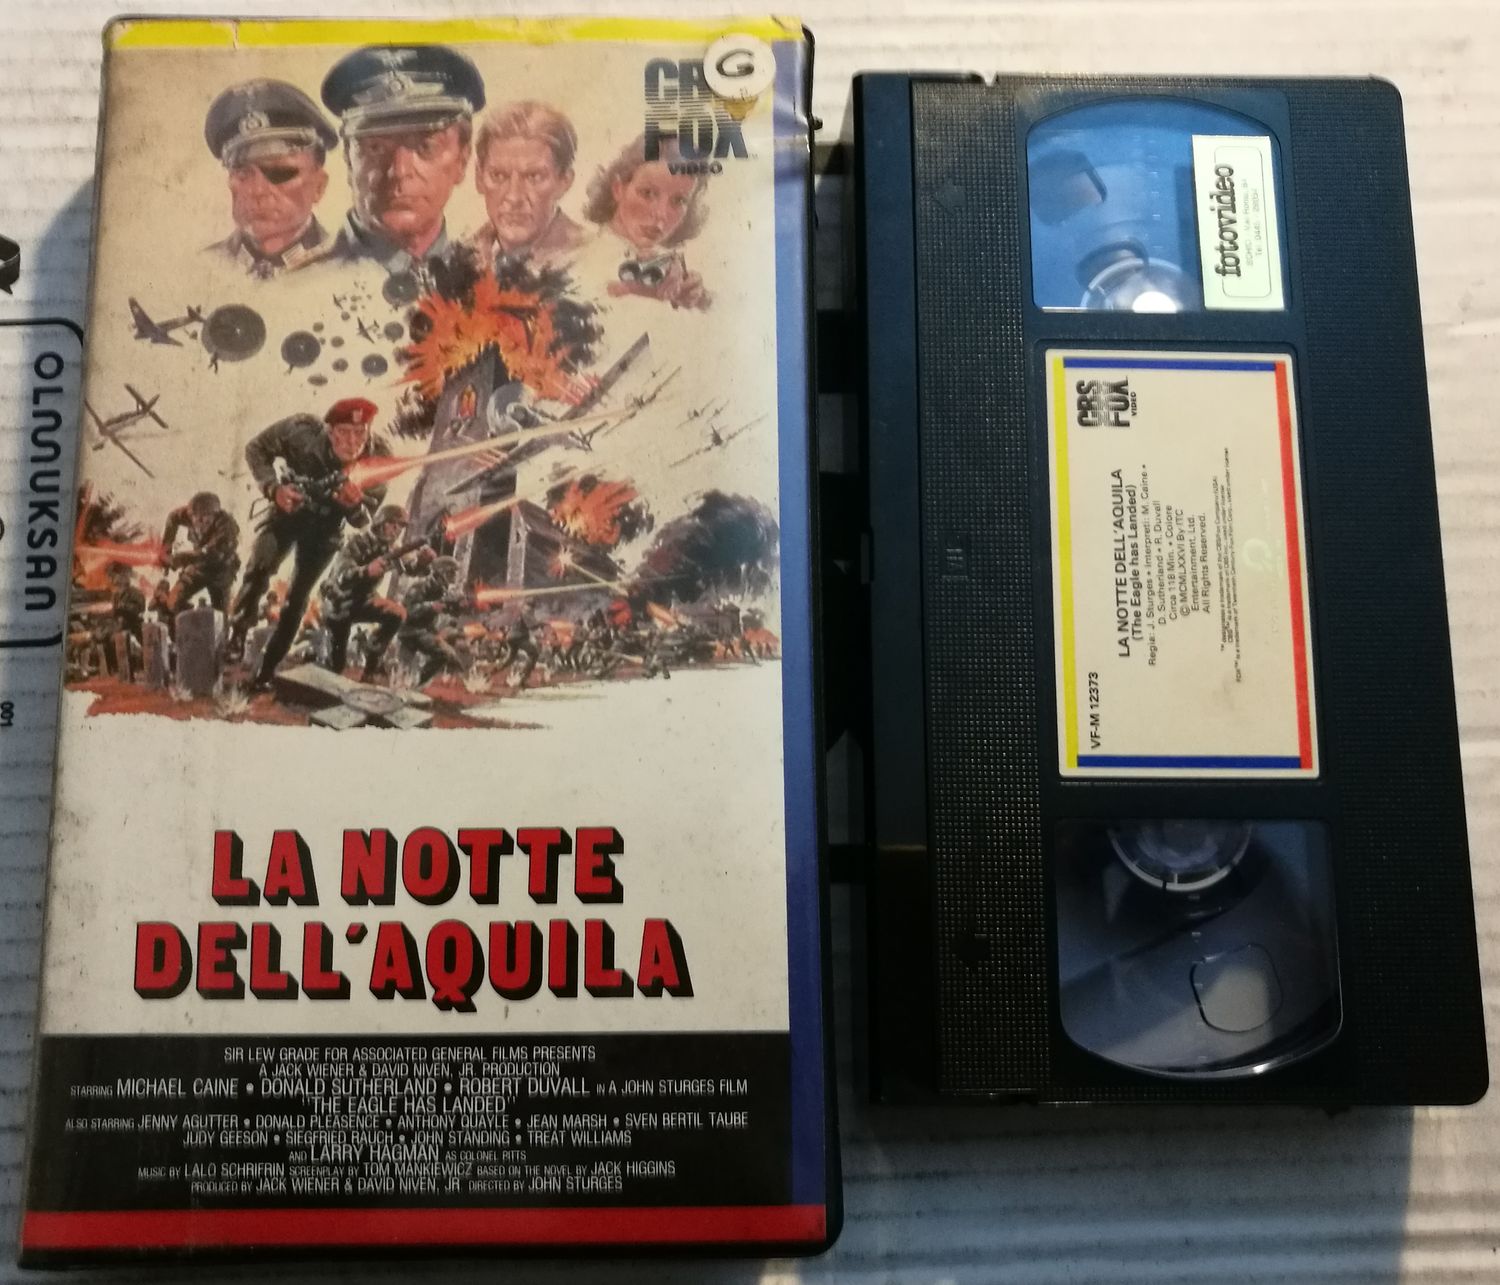 G
CBS
FOX
VIDEO
LA NOTTE
DELL'AQUILA
SIR LEW GRADE FOR ASSOCIATED GENERAL FILMS PRESENTS
A JACK WIENER & DAVID NIVEN, JR. PRODUCTION
STARRING MICHAEL CAINE • DONALD SUTHERLAND • ROBERT DUVALL IN A JOHN STURGES FILM
"THE EAGLE HAS LANDED"
ALSO STARRING JENNY AGUTTER • DONALD PLEASENCE • ANTHONY QUAYLE • JEAN MARSH • SVEN BERTIL TAUBE
JUDY GEESON • SIEGFRIED RAUCH • JOHN STANDING • TREAT WILLIAMS
AND LARRY HAGMAN AS COLONEL PITTS
MUSIC BY LALO SCHRIFRIN SCREENPLAY BY TOM MANKIEWICZ BASED ON THE NOVEL BY JACK HIGGINS
PRODUCED BY JACK WIENER & DAVID NIVEN, JR. DIRECTED BY JOHN STURGES
fotovideo
CBS
FOX
VIDEO
VF-M 12373
LA NOTTE DELL'AQUILA
(The Eagle has Landed)
Regia: J. Sturges • Interpreti: M. Caine •
D. Sutherland • R. Duvall
Circa 118 Min. • Colore
© MCMLXXVI By ITC
Entertainment, Ltd.
All Rights Reserved.
OLNNUKSAN
001